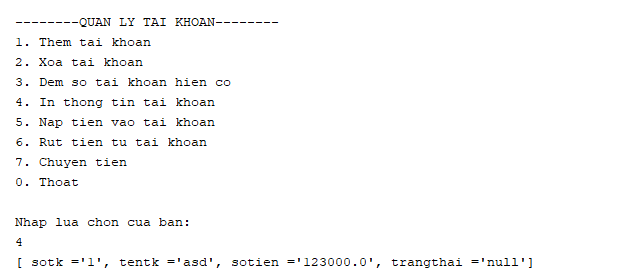 --------QUAN LY TAI KHOAN--------
1. Them tai khoan
2. Xoa tai khoan
3. Dem so tai khoan hien co
4. In thong tin tai khoan
5. Nap tien vao tai khoan
6. Rut tien tu tai khoan
7. Chuyen tien
0. Thoat
Nhap lua chon cua ban:
4
[ sotk ='1', tentk ='asd', sotien ='123000.0', trangthai ='null']